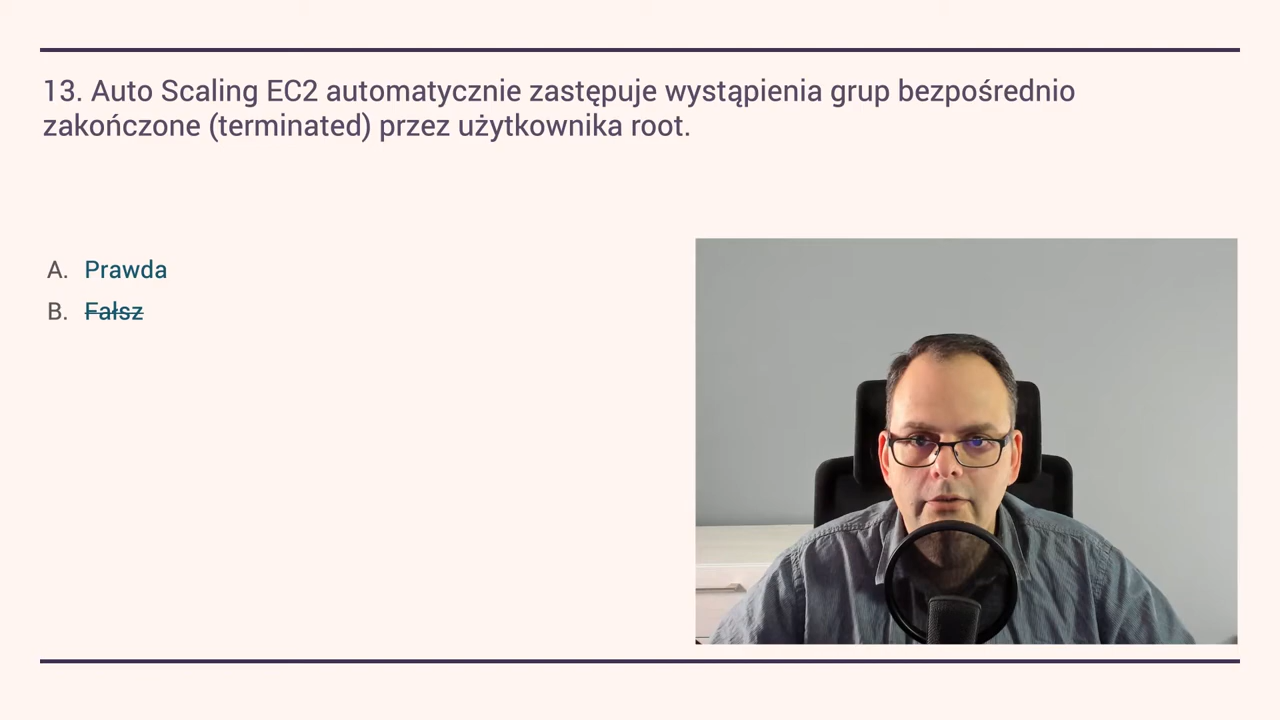 13. Auto Scaling EC2 automatycznie zastępuje wystąpienia grup bezpośrednio
zakończone (terminated) przez użytkownika root.
A. Prawda
B. Fałsz